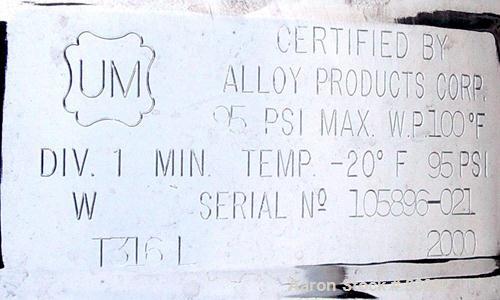 UM
CERTIFIED BY
ALLOY PRODUCTS CORP.
95 PSI MAX. W.P. 100°F
DIV. 1 MIN. TEMP. -20° F 95 PSI
W SERIAL Nº 105896-021
T316 L 2000
Aaron